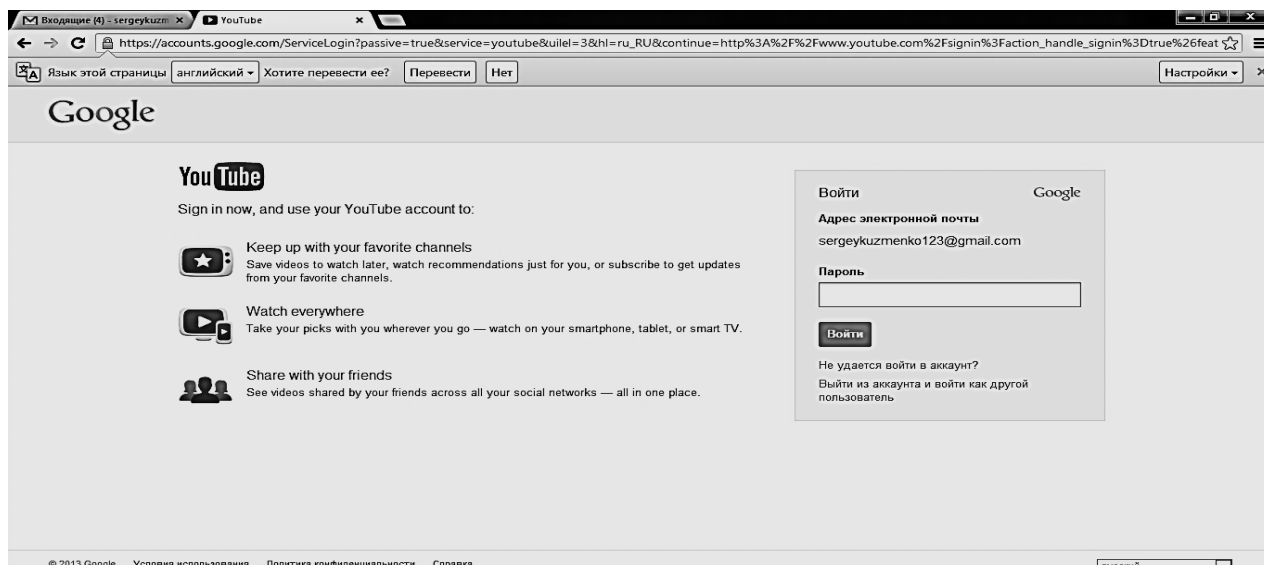 Входящие (4) - sergeykuzm
YouTube
https://accounts.google.com/ServiceLogin?passive=true&service=youtube&uilel=3&hl=ru_RU&continue=http%3A%2F%2Fwww.youtube.com%2Fsignin%3Faction_handle_signin%3Dtrue%26feat
Язык этой страницы английский Хотите перевести ее? Перевести Нет Настройки
Google
YouTube
Sign in now, and use your YouTube account to:
Keep up with your favorite channels
Save videos to watch later, watch recommendations just for you, or subscribe to get updates
from your favorite channels.
Watch everywhere
Take your picks with you wherever you go — watch on your smartphone, tablet, or smart TV.
Share with your friends
See videos shared by your friends across all your social networks — all in one place.
Войти Google
Адрес электронной почты
sergeykuzmenko123@gmail.com
Пароль
Войти
Не удается войти в аккаунт?
Выйти из аккаунта и войти как другой
пользователь
© 2013 Google Условия использования Политика конфиденциальности Справка